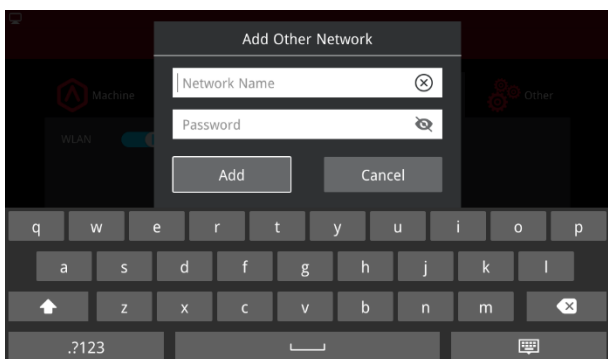 Add Other Network
Network Name
Machine
Other
Password
WLAN
Add Cancel
q w e r t y u i o p
a s d f g h j k l
z x c v b n m
.?123